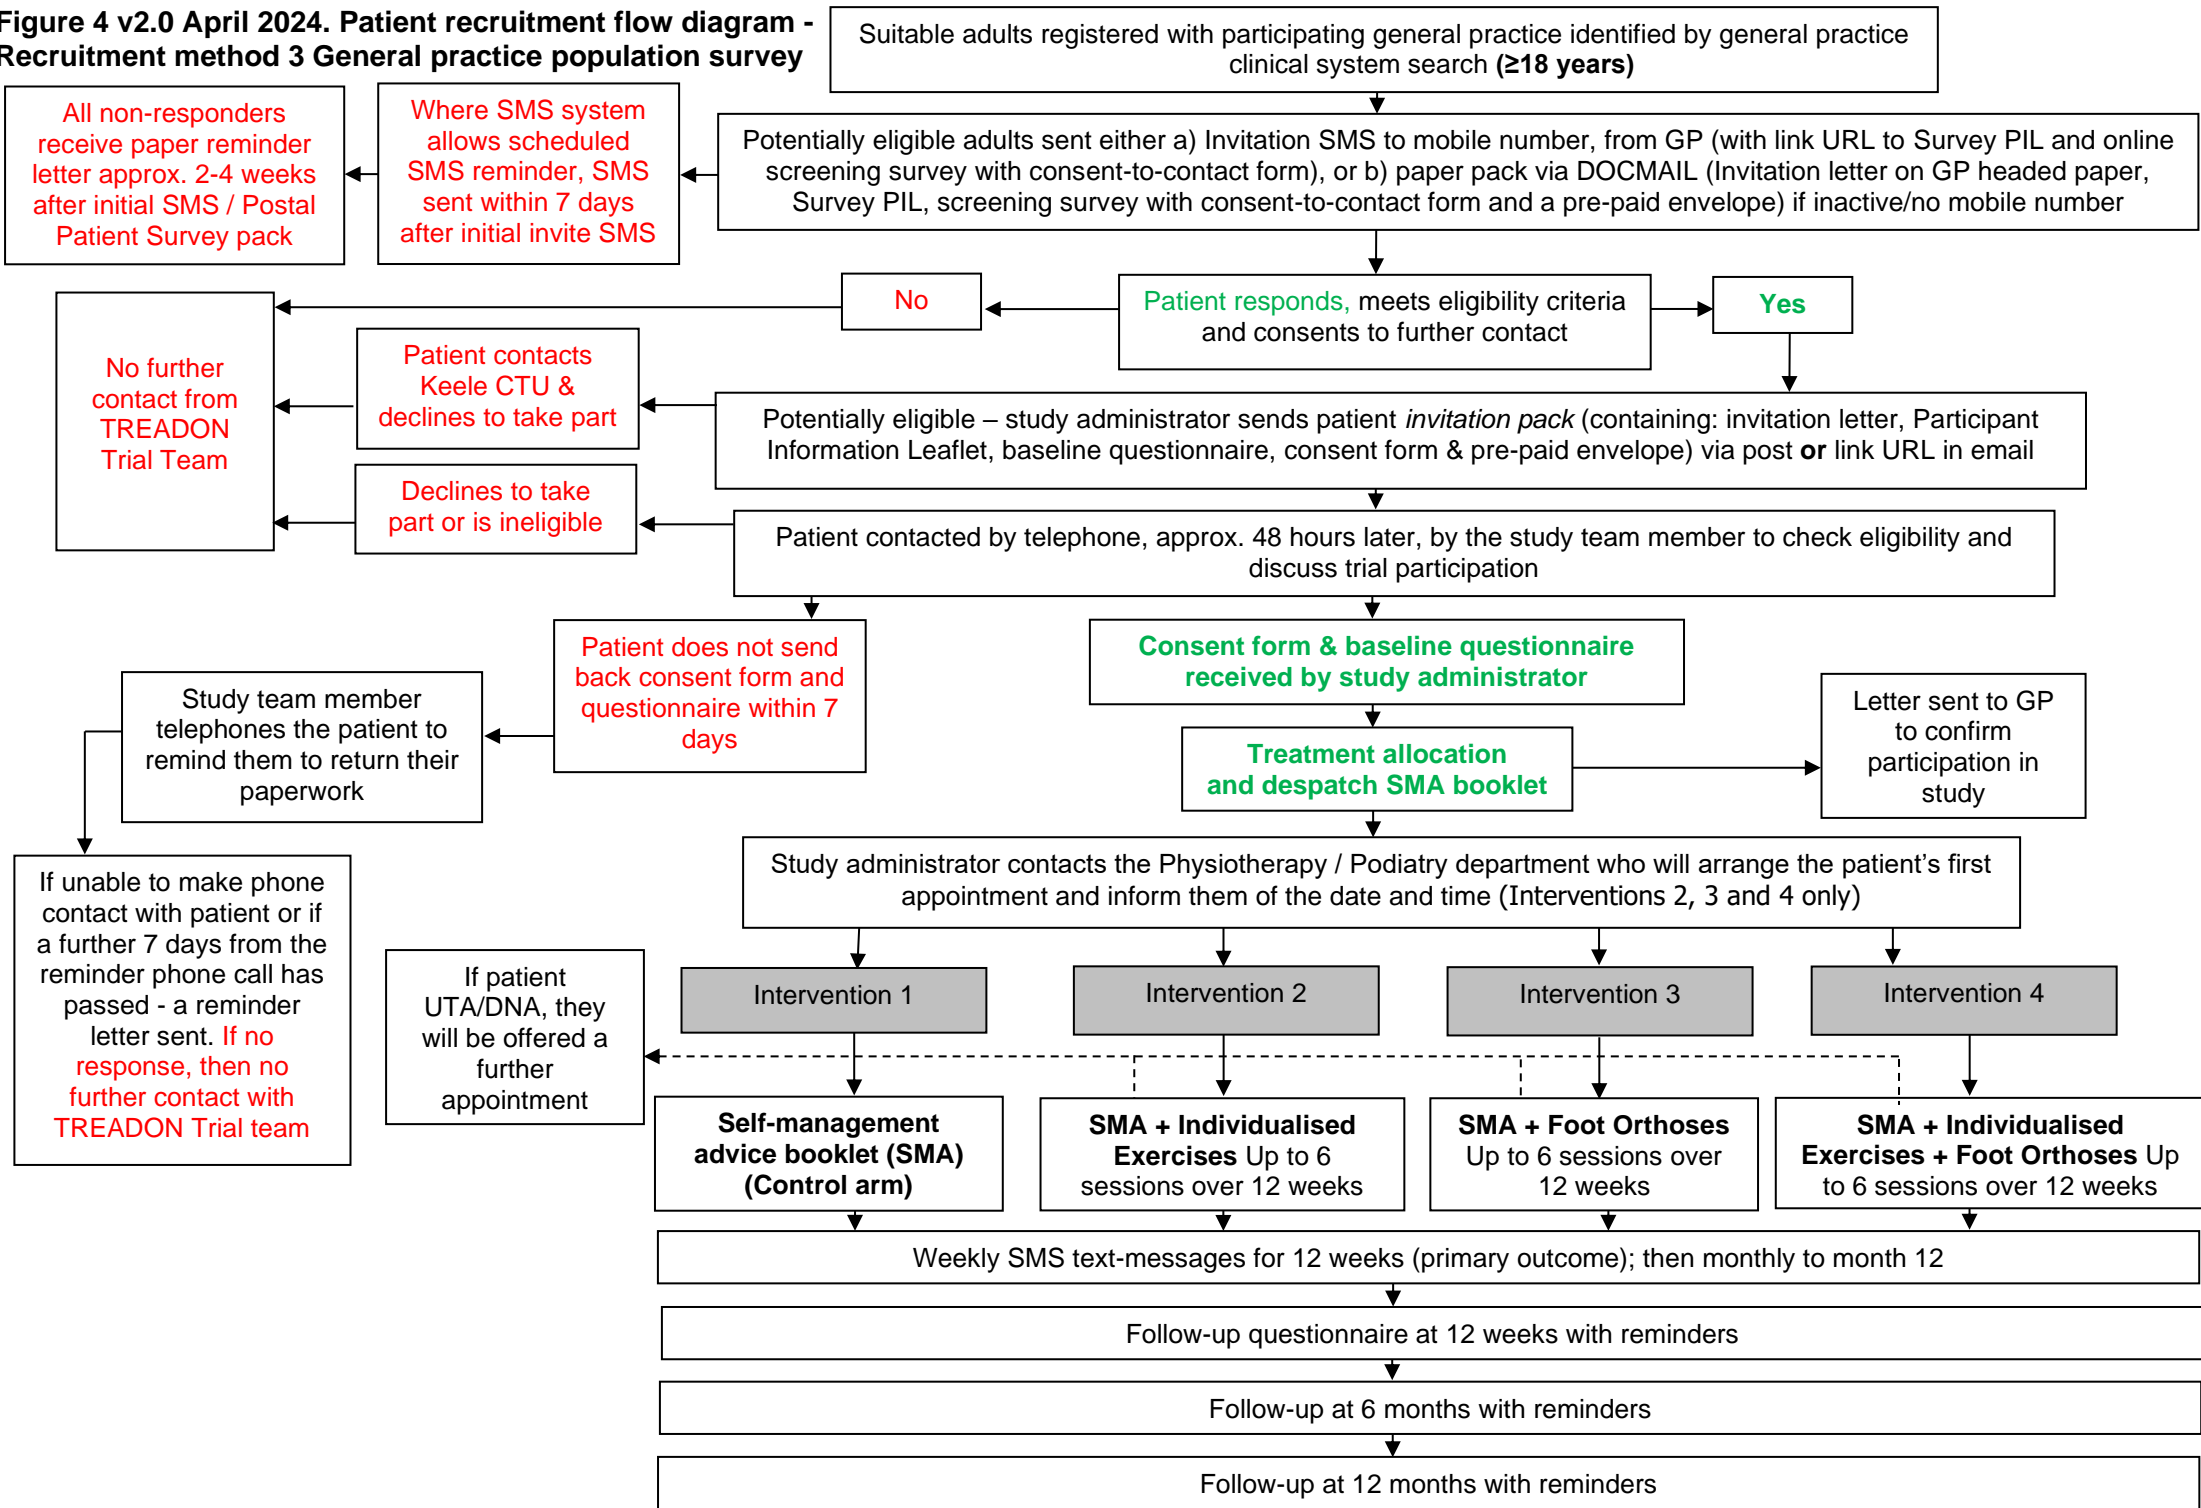 Figure 4 v2.0 April 2024. Patient recruitment flow diagram -
Recruitment method 3 General practice population survey
Suitable adults registered with participating general practice identified by general practice
clinical system search (≥18 years)
All non-responders
receive paper reminder
letter approx. 2-4 weeks
after initial SMS / Postal
Patient Survey pack
Where SMS system
allows scheduled
SMS reminder, SMS
sent within 7 days
after initial invite SMS
Potentially eligible adults sent either a) Invitation SMS to mobile number, from GP (with link URL to Survey PIL and online
screening survey with consent-to-contact form), or b) paper pack via DOCMAIL (Invitation letter on GP headed paper,
Survey PIL, screening survey with consent-to-contact form and a pre-paid envelope) if inactive/no mobile number
No
Patient responds, meets eligibility criteria
and consents to further contact
Yes
No further
contact from
TREADON
Trial Team
Patient contacts
Keele CTU &
declines to take part
Potentially eligible – study administrator sends patient invitation pack (containing: invitation letter, Participant
Information Leaflet, baseline questionnaire, consent form & pre-paid envelope) via post or link URL in email
Declines to take
part or is ineligible
Patient contacted by telephone, approx. 48 hours later, by the study team member to check eligibility and
discuss trial participation
Patient does not send
back consent form and
questionnaire within 7
days
Consent form & baseline questionnaire
received by study administrator
Study team member
telephones the patient to
remind them to return their
paperwork
Treatment allocation
and despatch SMA booklet
Letter sent to GP
to confirm
participation in
study
If unable to make phone
contact with patient or if
a further 7 days from the
reminder phone call has
passed - a reminder
letter sent. If no
response, then no
further contact with
TREADON Trial team
Study administrator contacts the Physiotherapy / Podiatry department who will arrange the patient’s first
appointment and inform them of the date and time (Interventions 2, 3 and 4 only)
If patient
UTA/DNA, they
will be offered a
further
appointment
Intervention 1
Intervention 2
Intervention 3
Intervention 4
Self-management
advice booklet (SMA)
(Control arm)
SMA + Individualised
Exercises Up to 6
sessions over 12 weeks
SMA + Foot Orthoses
Up to 6 sessions over
12 weeks
SMA + Individualised
Exercises + Foot Orthoses Up
to 6 sessions over 12 weeks
Weekly SMS text-messages for 12 weeks (primary outcome); then monthly to month 12
Follow-up questionnaire at 12 weeks with reminders
Follow-up at 6 months with reminders
Follow-up at 12 months with reminders